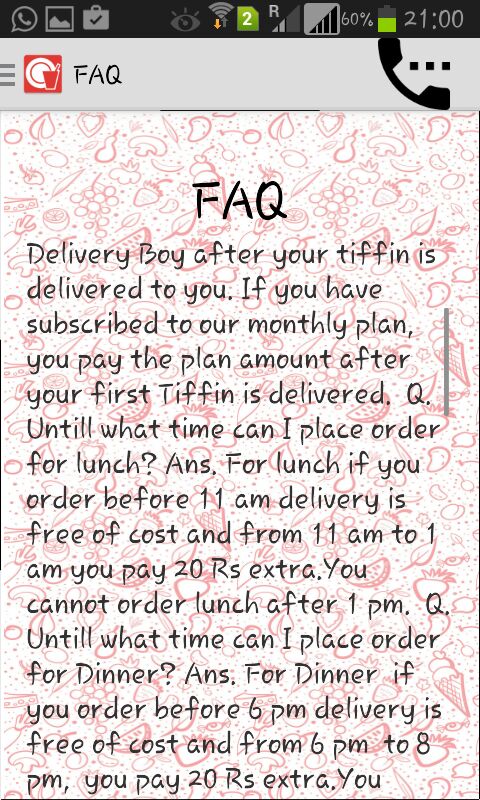 R
2
60%
21:00
FAQ
FAQ
Delivery Boy after your tiffin is
delivered to you. If you have
subscribed to our monthly plan,
you pay the plan amount after
your first Tiffin is delivered.  Q.
Untill what time can I place order
for lunch? Ans. For lunch if you
order before 11 am delivery is
free of cost and from 11 am to 1
am you pay 20 Rs extra.You
cannot order lunch after 1 pm.  Q.
Untill what time can I place order
for Dinner? Ans. For Dinner  if
you order before 6 pm delivery is
free of cost and from 6 pm  to 8
pm,  you pay 20 Rs extra.You